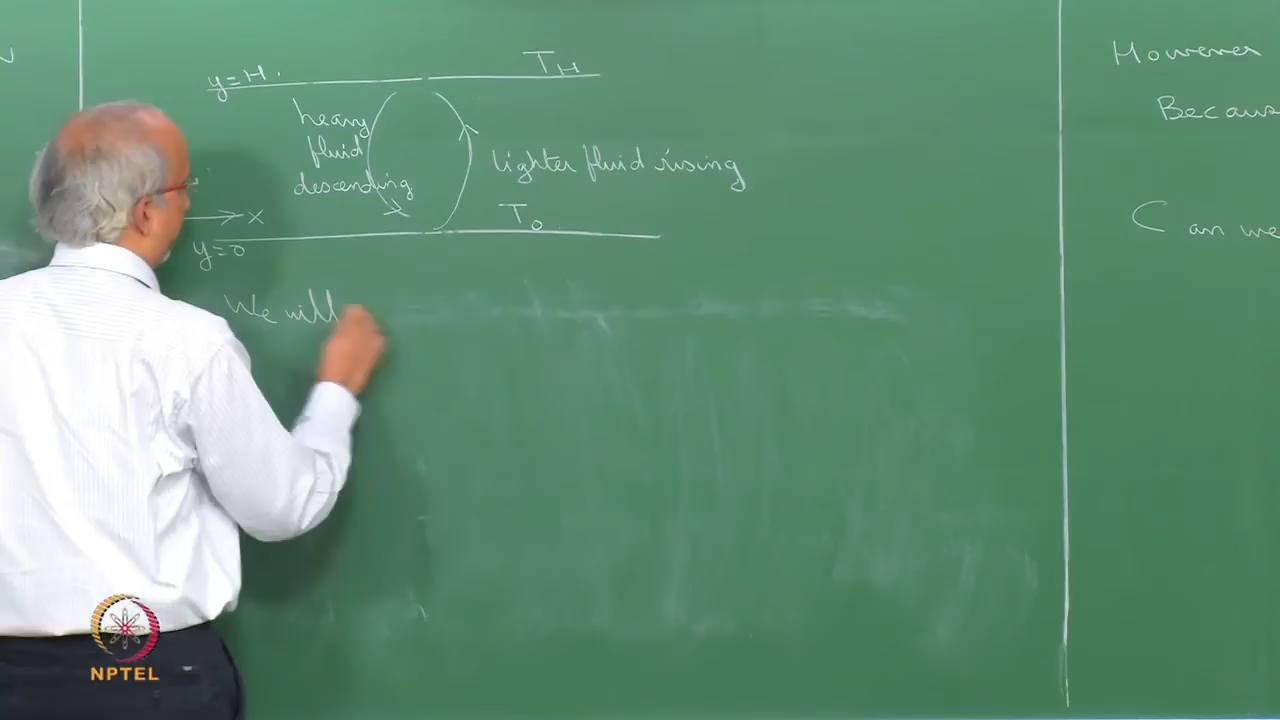 y=H.
T_H
heavy
fluid
descending
lighter fluid rising
T_0
x
y=0
We will
However
Because
Can we
NPTEL